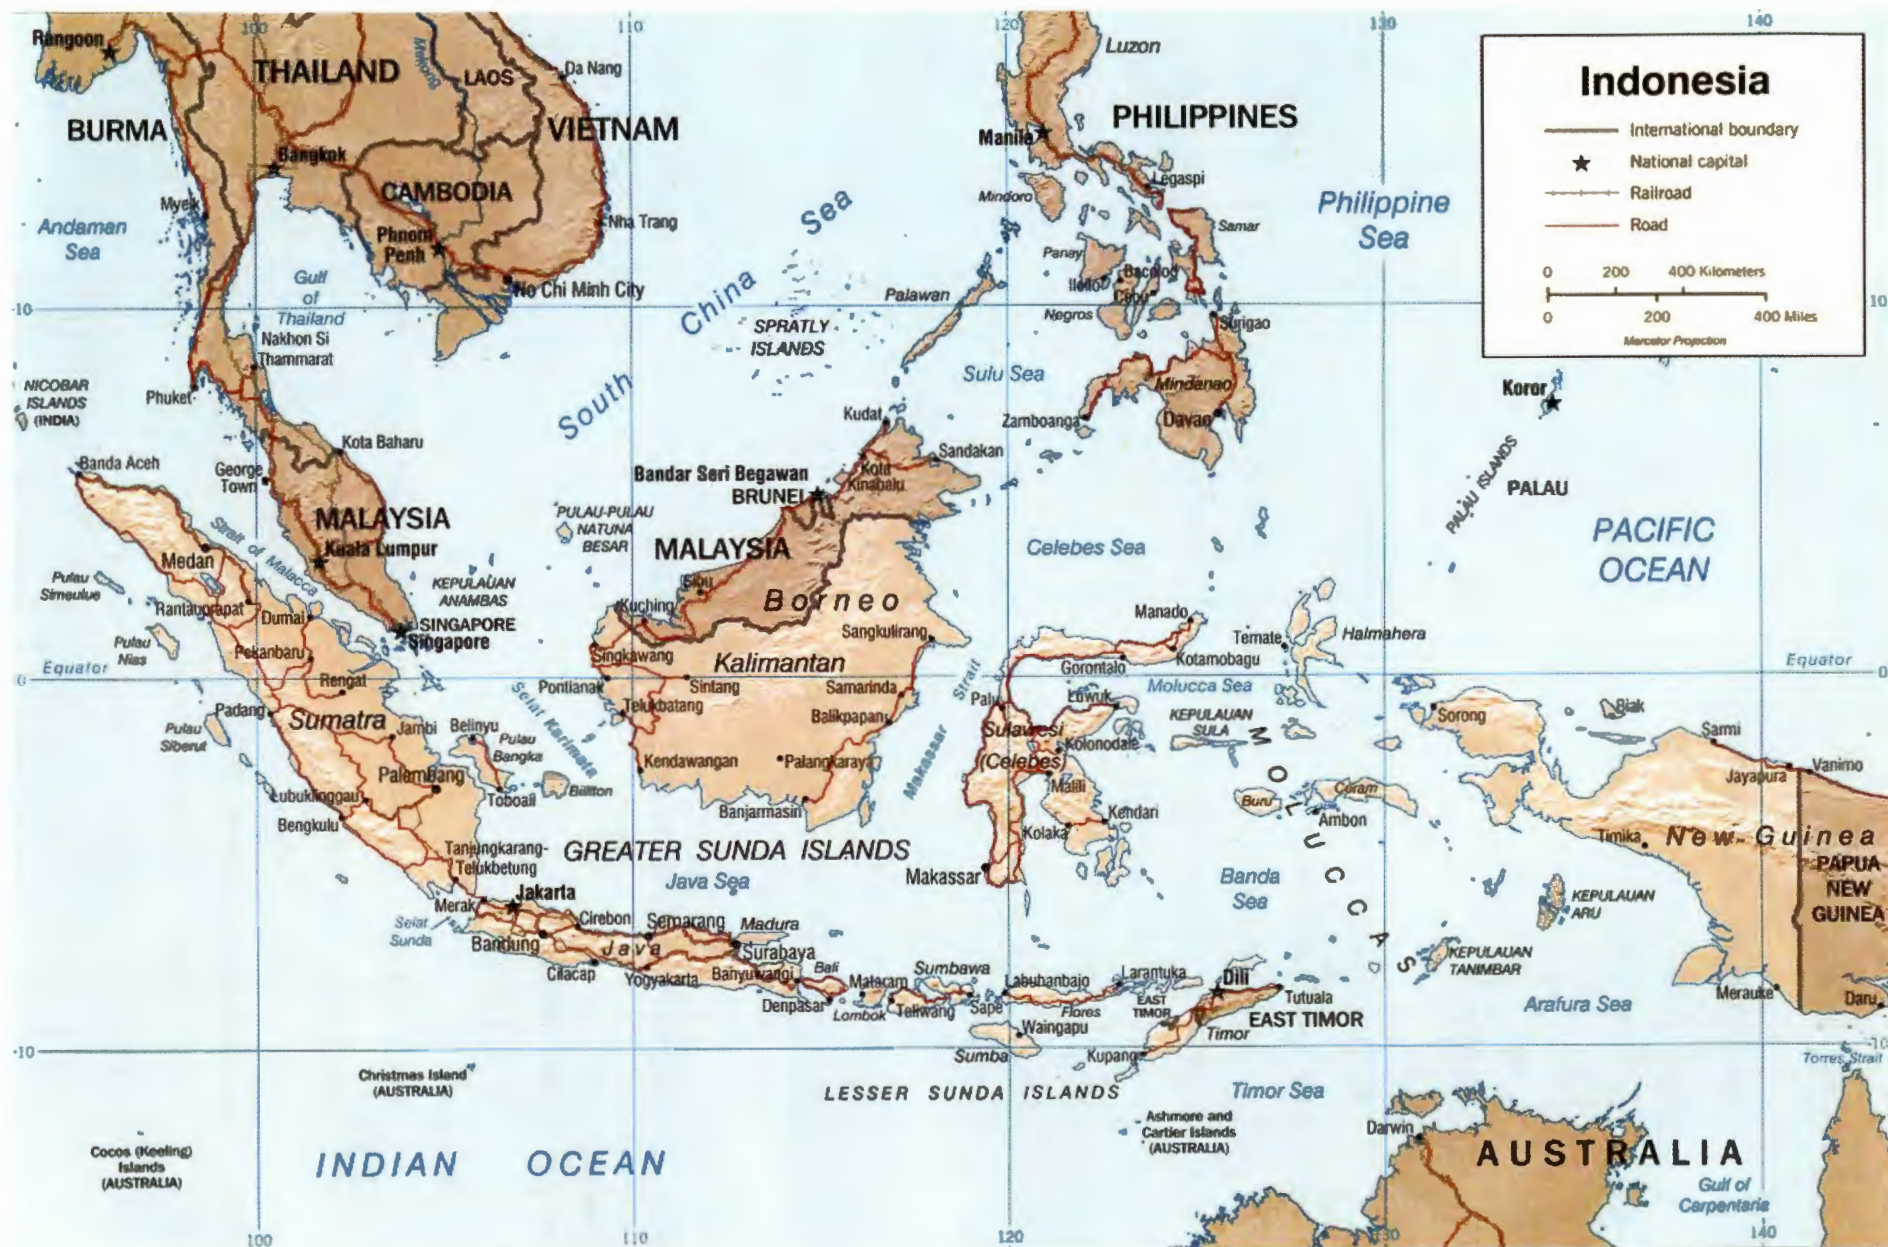 100
110
120
130
140
Rangoon
THAILAND
LAOS
Mekong
Da Nang
Luzon
BURMA
VIETNAM
PHILIPPINES
Manila
Bangkok
CAMBODIA
Legaspi
Mindoro
Myeik
Andaman
Sea
Phnom
Penh
Nha Trang
Samar
Philippine
Sea
Panay
Bacolod
Iloilo
Cebu
Negros
Gulf
of
Thailand
Ho Chi Minh City
Palawan
South China Sea
SPRATLY
ISLANDS
Surigao
10
10
Nakhon Si
Thammarat
Sulu Sea
Mindanao
NICOBAR
ISLANDS
(INDIA)
Phuket
Kudat
Zamboanga
Davao
Koror
Indonesia
International boundary
National capital
Railroad
Road
0 200 400 Kilometers
0 200 400 Miles
Mercator Projection
Banda Aceh
George
Town
Kota Baharu
Sandakan
Kota
Kinabalu
Bandar Seri Begawan
BRUNEI
PALAU ISLANDS
PALAU
MALAYSIA
Kuala Lumpur
PULAU-PULAU
NATUNA
BESAR
MALAYSIA
Celebes Sea
PACIFIC
OCEAN
Strait of Malacca
Medan
Pulau
Simeulue
KEPULAUAN
ANAMBAS
Sibu
Borneo
Rantauprapat
Dumai
SINGAPORE
Singapore
Kuching
Sangkulirang
Manado
Ternate
Halmahera
Pulau
Nias
Equator
Equator
Pekanbaru
Singkawang
Kalimantan
Gorontalo
Kotamobagu
0
0
Rengat
Pontianak
Sintang
Samarinda
Molucca Sea
Palu
Luwuk
Padang
Sumatra
Selat Karimata
Telukbatang
Balikpapan
Makassar Strait
KEPULAUAN
SULA
Sorong
Biak
Sarmi
Pulau
Siberut
Jambi
Belinyu
Pulau
Bangka
Sulawesi
(Celebes)
Kolonodale
Kendawangan
Palangkaraya
Palembang
Malili
Jayapura
Vanimo
Lubuklinggau
Toboali
Billiton
Banjarmasin
Buru
Ceram
Ambon
MOLUCCAS
Bengkulu
Kolaka
Kendari
Timika
New Guinea
Tanjungkarang-
Telukbetung
GREATER SUNDA ISLANDS
Java Sea
Makassar
Banda
Sea
PAPUA
NEW
GUINEA
Merak
Jakarta
KEPULAUAN
ARU
Selat
Sunda
Cirebon
Semarang
Madura
Bandung
Java
Surabaya
KEPULAUAN
TANIMBAR
Cilacap
Yogyakarta
Banyuwangi
Bali
Mataram
Sumbawa
Labuhanbajo
Larantuka
Dili
Denpasar
Lombok
Taliwang
Sape
Flores
EAST
TIMOR
Tutuala
EAST TIMOR
Arafura Sea
Merauke
Daru
Waingapu
Timor
Sumba
Kupang
10
10
Torres Strait
Christmas Island
(AUSTRALIA)
LESSER SUNDA ISLANDS
Timor Sea
Ashmore and
Cartier Islands
(AUSTRALIA)
Darwin
Cocos (Keeling)
Islands
(AUSTRALIA)
INDIAN OCEAN
AUSTRALIA
Gulf of
Carpentaria
100
110
120
130
140